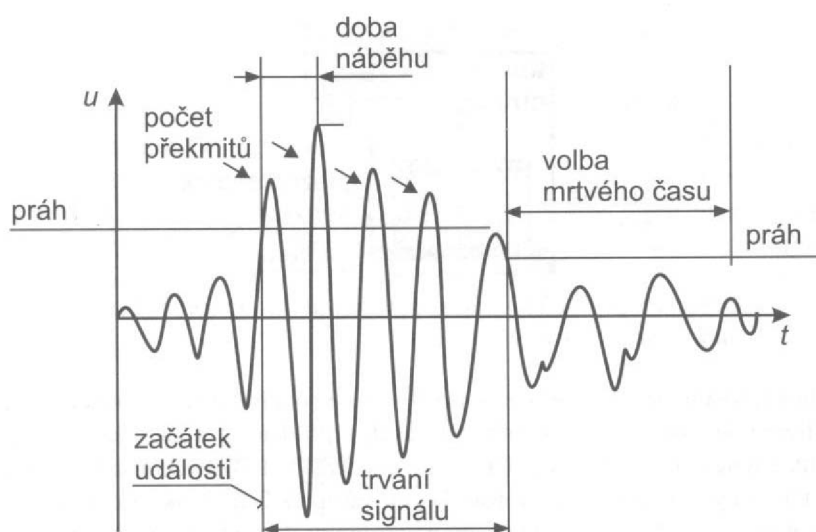 doba
náběhu
u
počet
překmitů
volba
mrtvého času
práh
práh
t
začátek
události
trvání
signálu